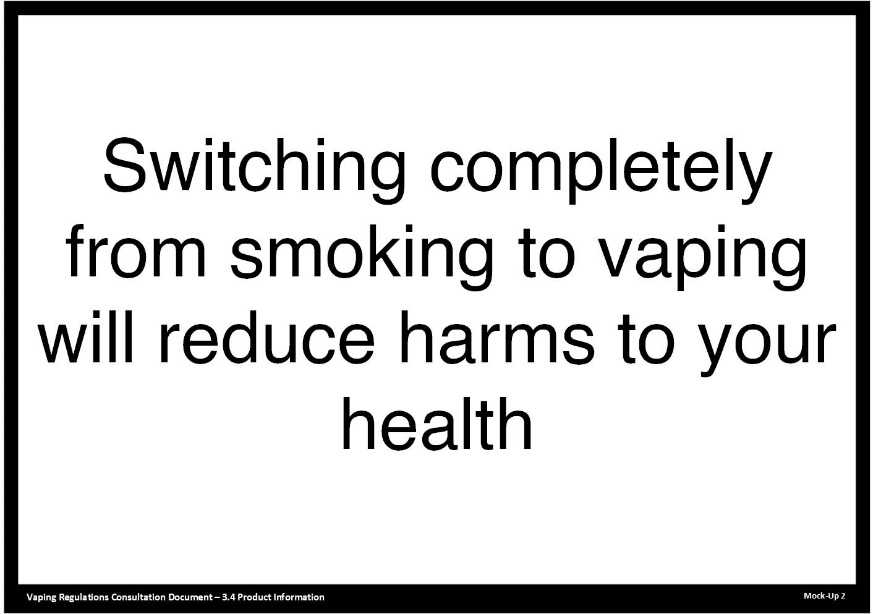 Switching completely
from smoking to vaping
will reduce harms to your
health
Vaping Regulations Consultation Document – 3.4 Product Information
Mock-Up 2